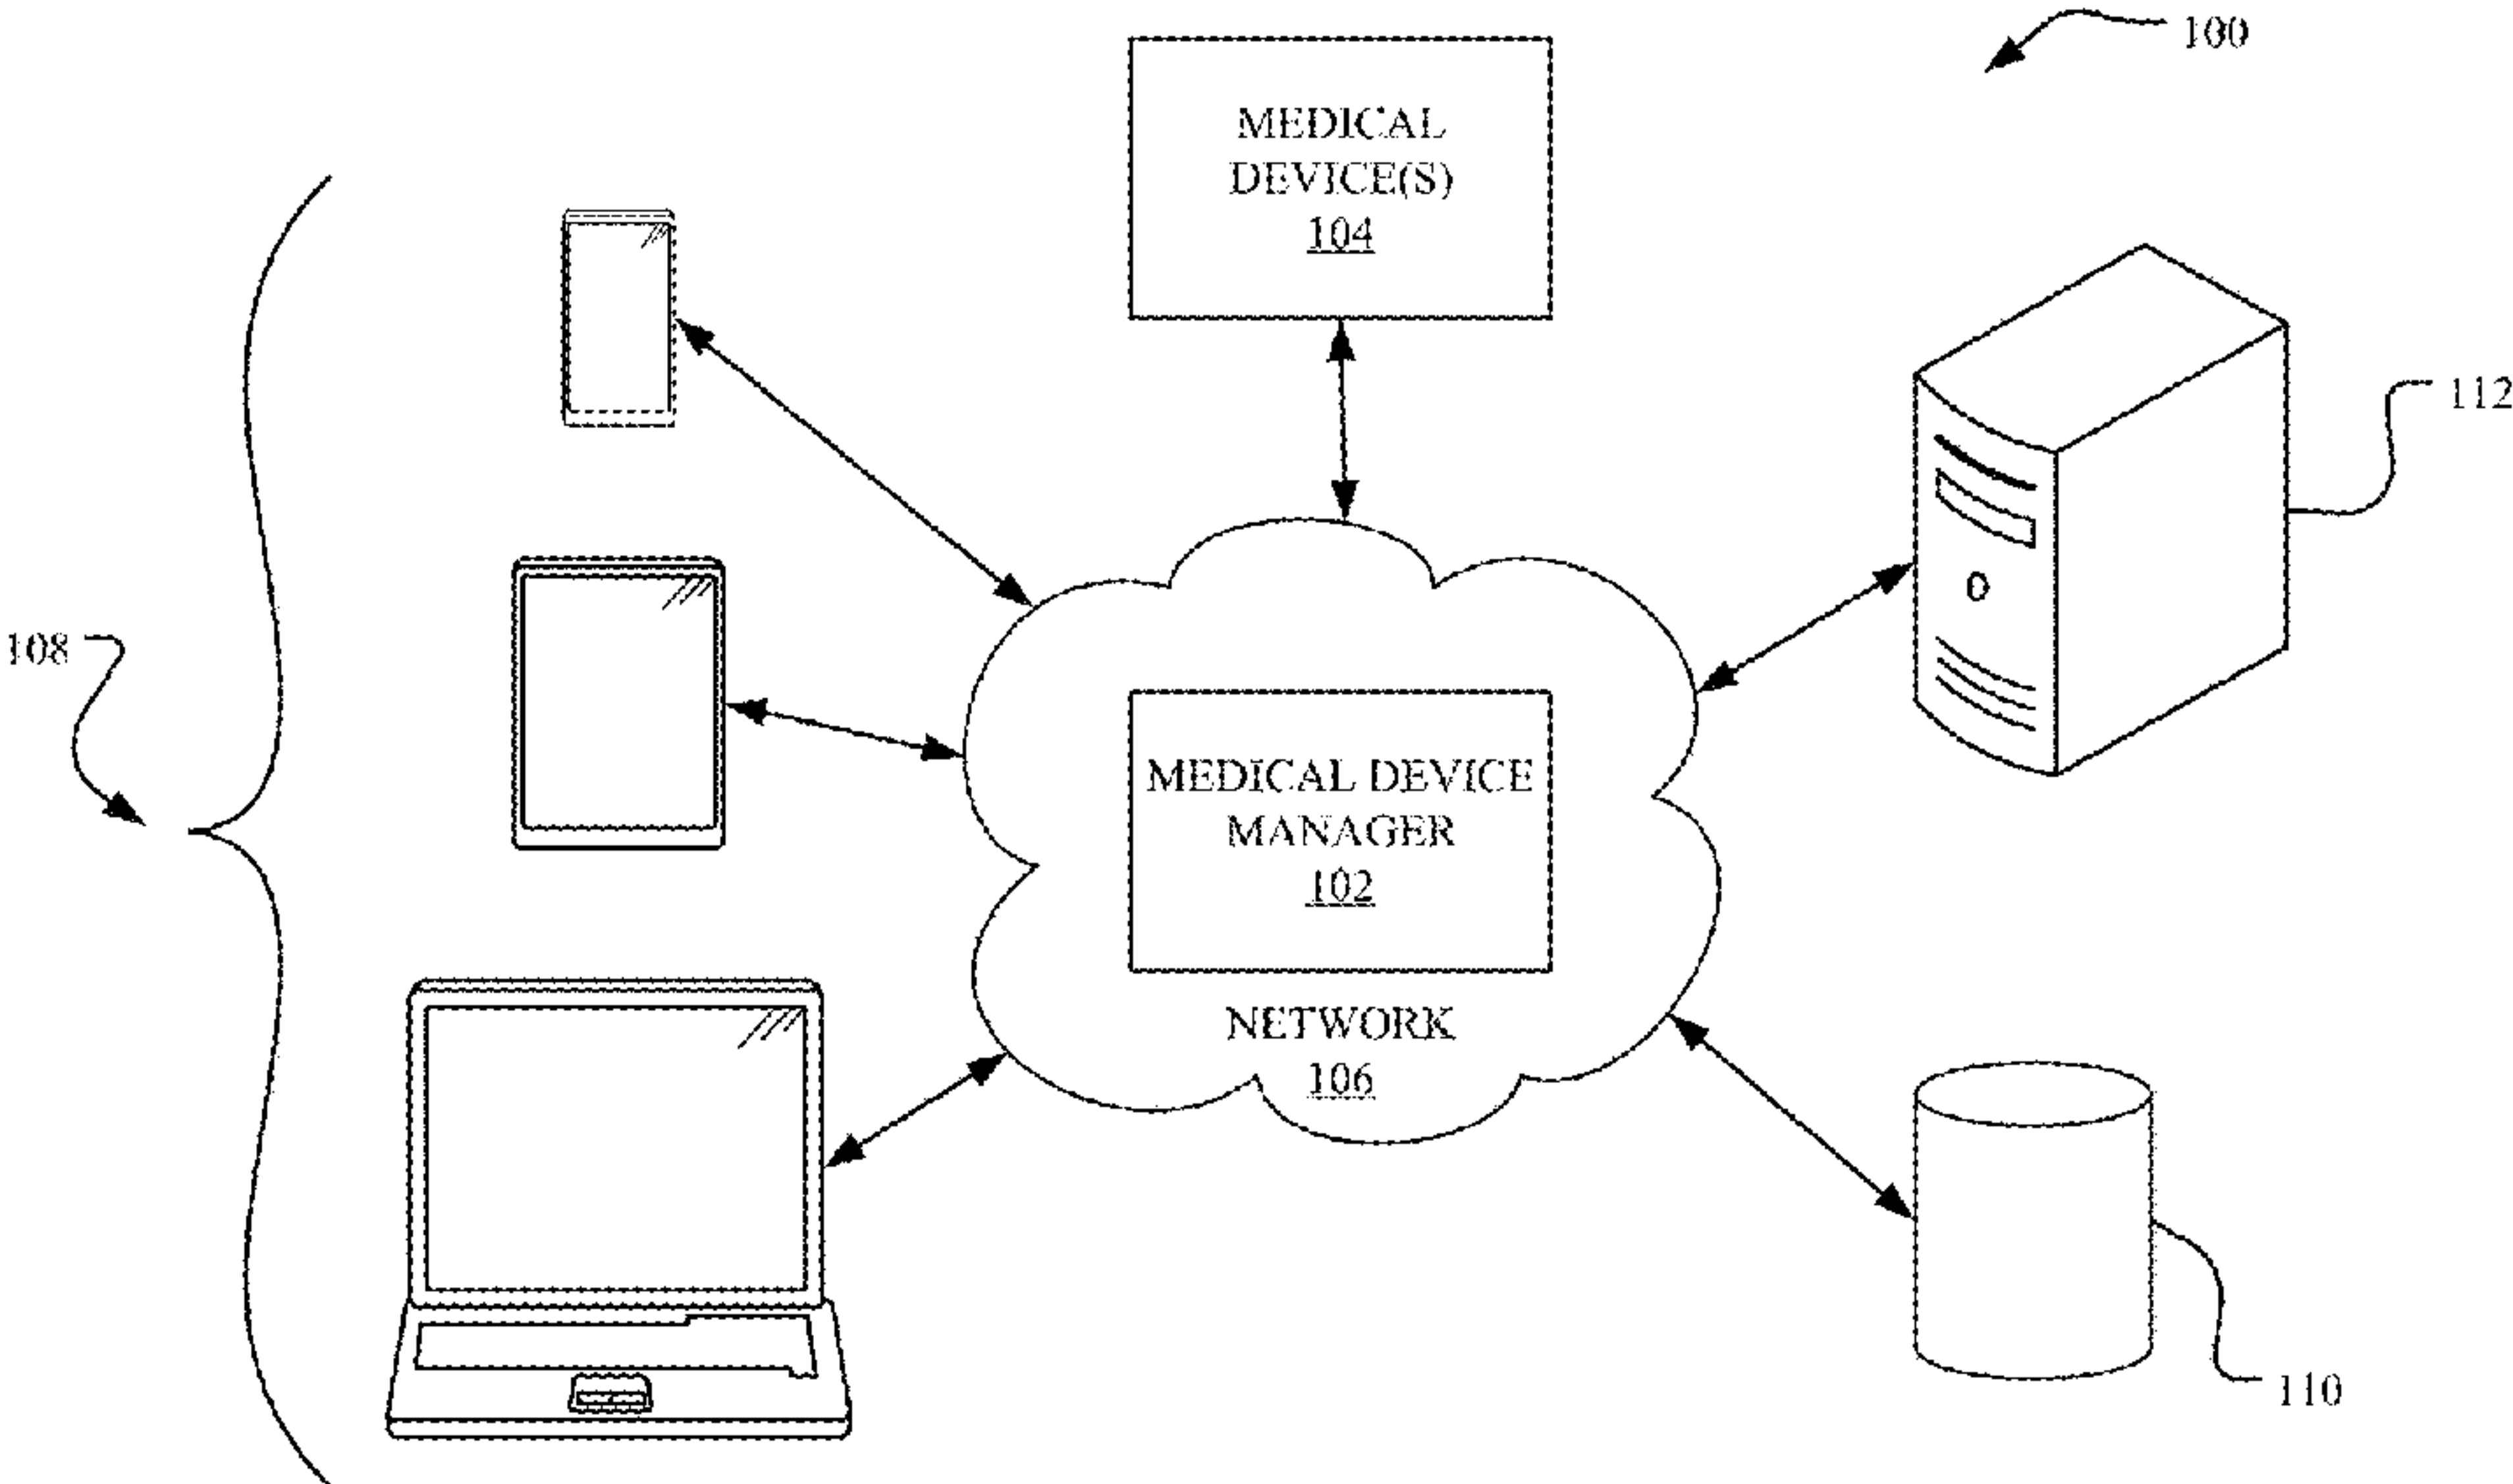 100
MEDICAL
DEVICE(S)
104
112
108
MEDICAL DEVICE
MANAGER
102
NETWORK
106
110